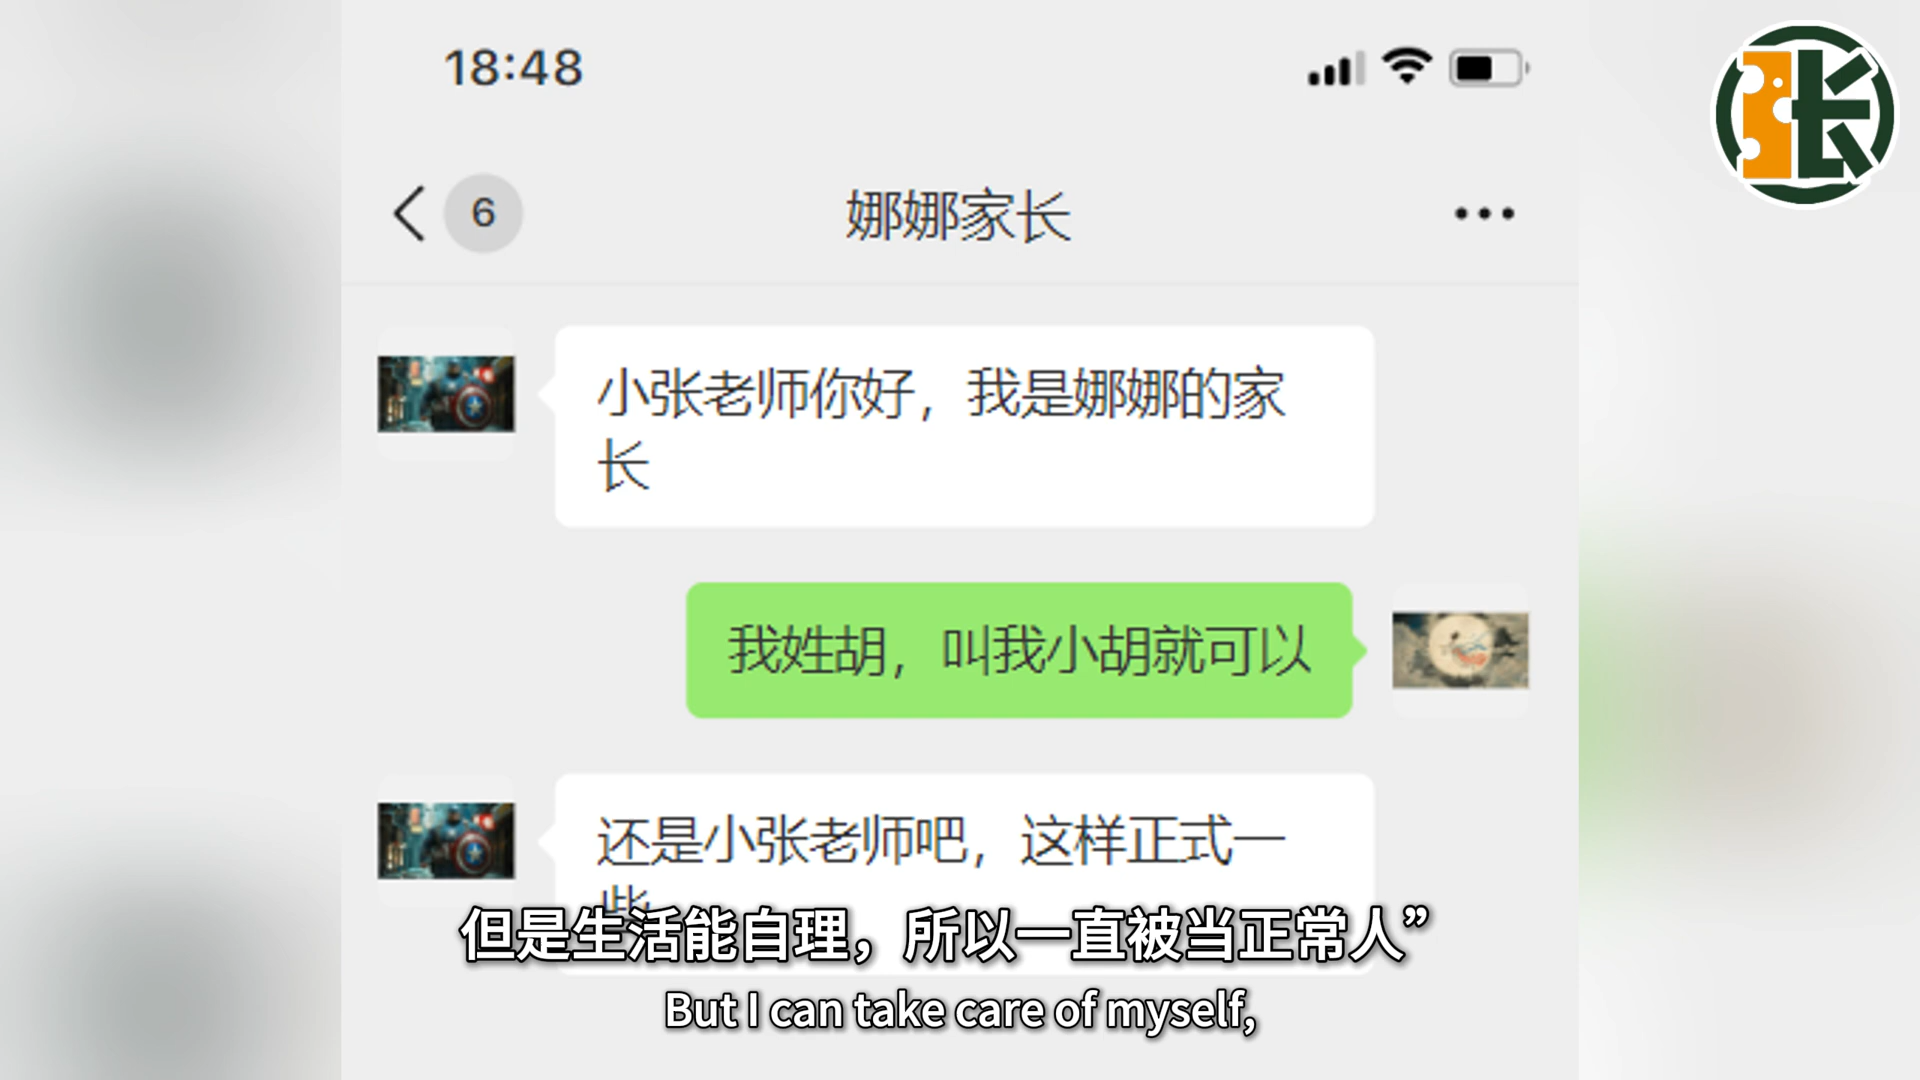 18:48
6
娜娜家长
小张老师你好，我是娜娜的家
长
我姓胡，叫我小胡就可以
还是小张老师吧，这样正式一
些
但是生活能自理，所以一直被当正常人”
But I can take care of myself,
张